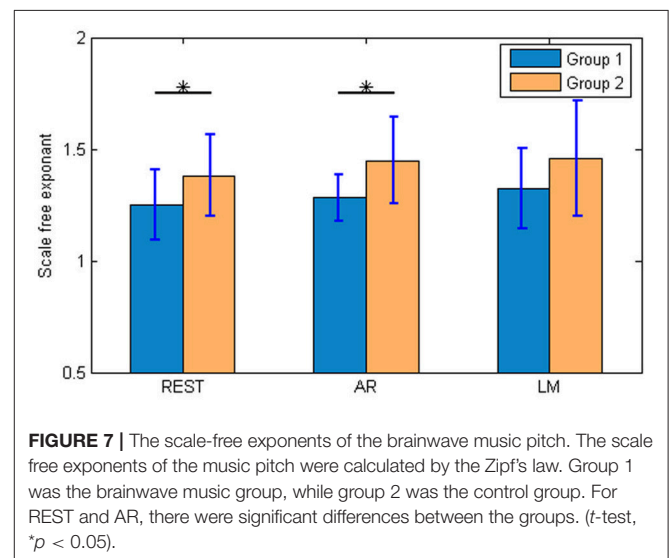 2
Group 1
Group 2
*
*
1.5
Scale free exponant
1
0.5
REST
AR
LM
FIGURE 7 | The scale-free exponents of the brainwave music pitch. The scale
free exponents of the music pitch were calculated by the Zipf's law. Group 1
was the brainwave music group, while group 2 was the control group. For
REST and AR, there were significant differences between the groups. (t-test,
*p < 0.05).